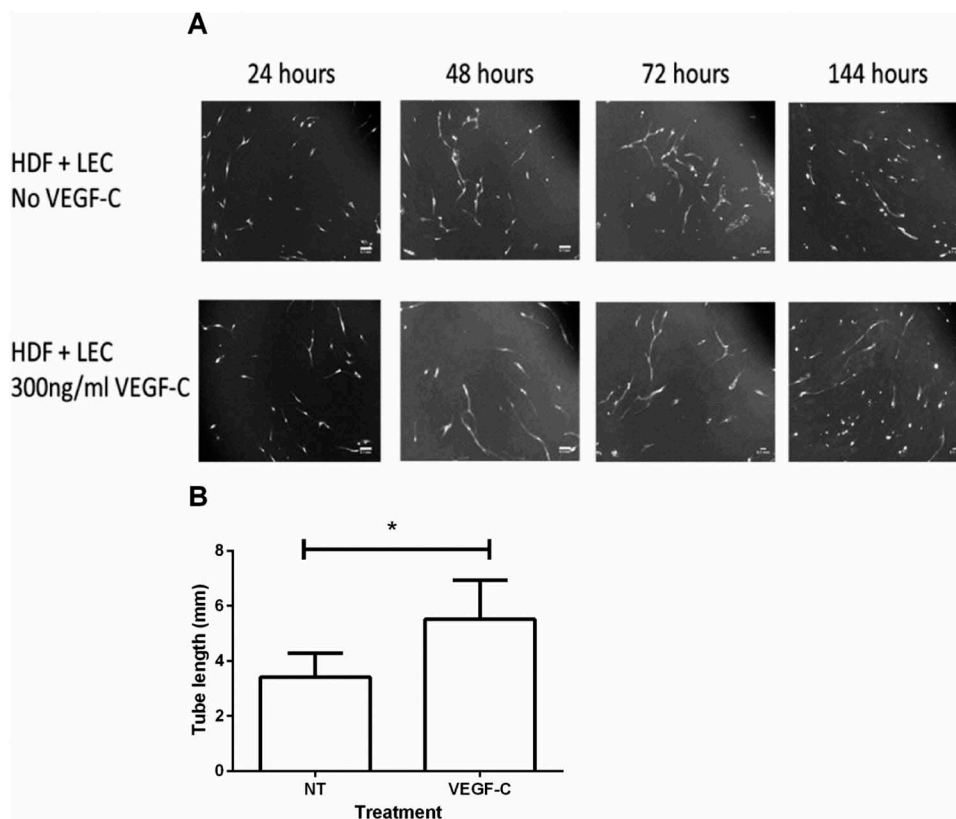 A
24 hours
48 hours
72 hours
144 hours
HDF + LEC
No VEGF-C
HDF + LEC
300ng/ml VEGF-C
B
*
Tube length (mm)
8
6
4
2
0
NT
VEGF-C
Treatment